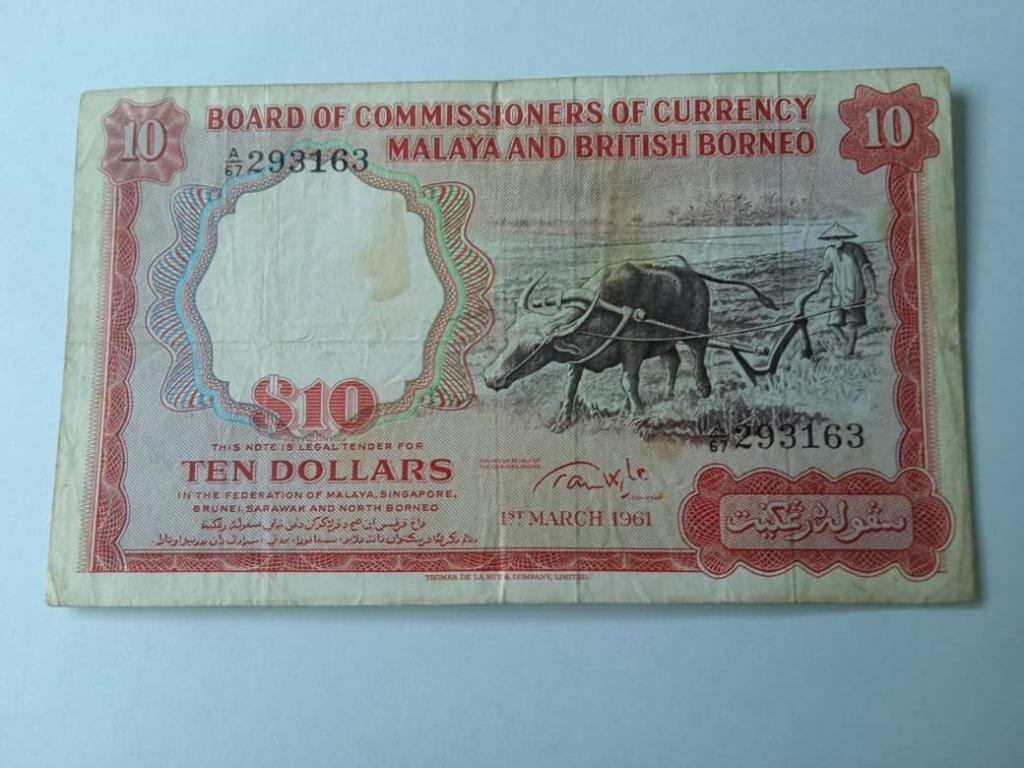 10
BOARD OF COMMISSIONERS OF CURRENCY
MALAYA AND BRITISH BORNEO
10
A/67 293163
$10
A/67 293163
THIS NOTE IS LEGAL TENDER FOR
TEN DOLLARS
IN THE FEDERATION OF MALAYA, SINGAPORE,
BRUNEI, SARAWAK AND NORTH BORNEO
1ST MARCH 1961
سڤوله رڠݢيت
THOMAS DE LA RUE & COMPANY, LIMITED.